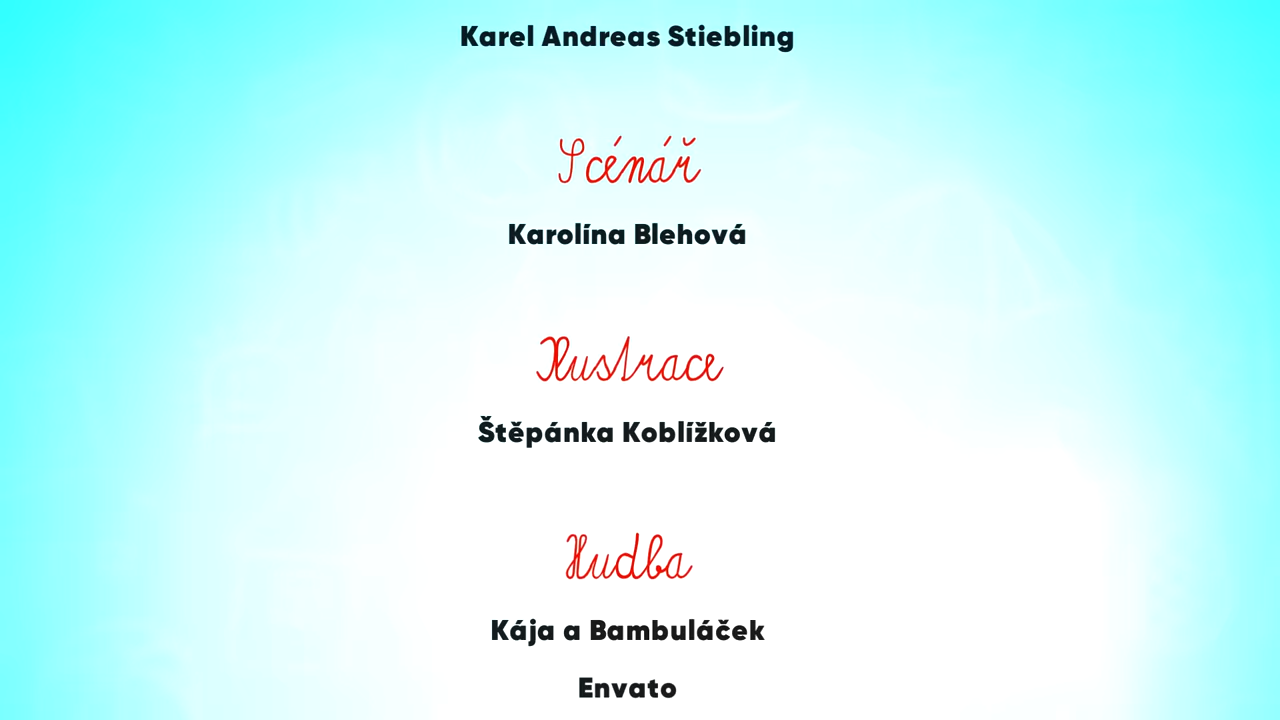 Karel Andreas Stiebling
Scénář
Karolína Blehová
Ilustrace
Štěpánka Koblížková
Hudba
Kája a Bambuláček
Envato